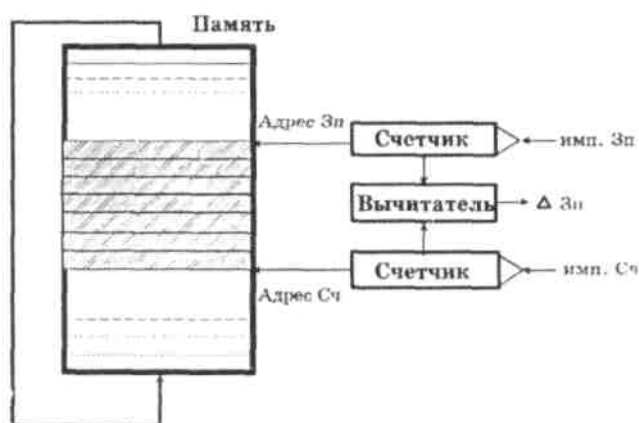 Память
Адрес Зп
Счетчик
имп. Зп
Вычитатель
Δ Зп
Адрес Сч
Счетчик
имп. Сч